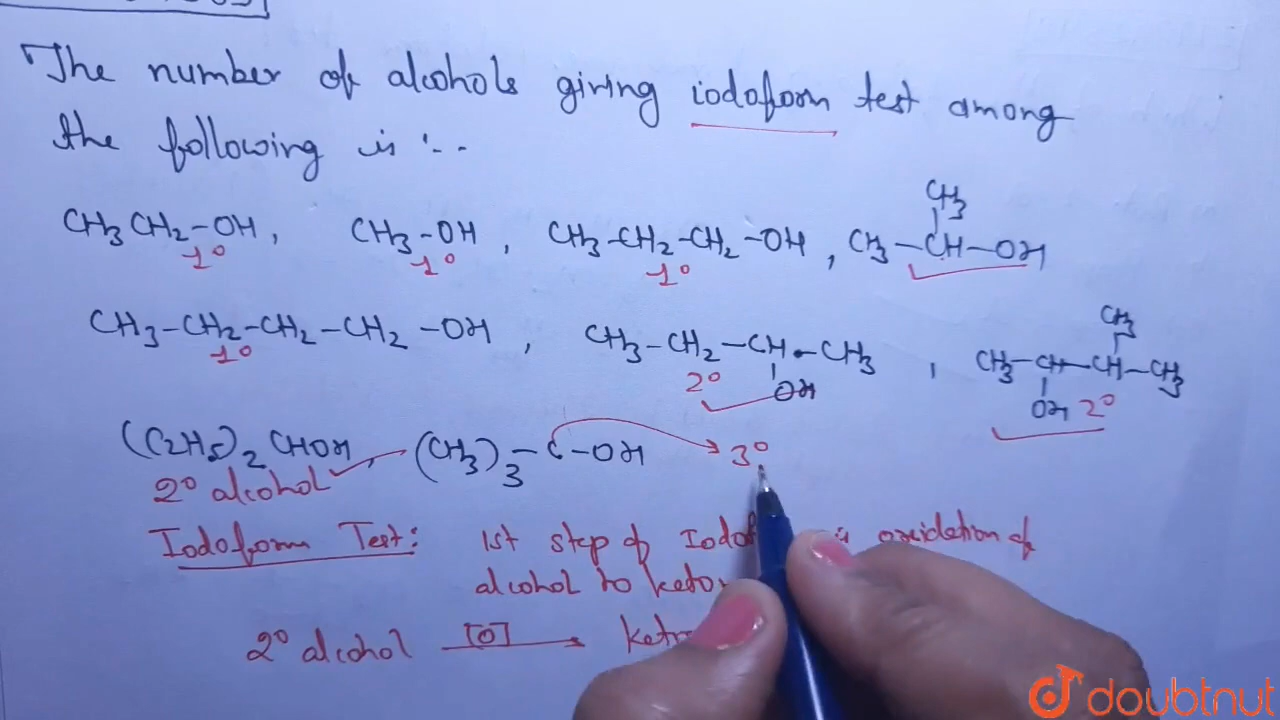 The number of alcohols giving iodoform test among
the following is :--
CH3CH2-OH, CH3-OH, CH3-CH2-CH2-OH, CH3-CH-OH
CH3
1° 1° 1°
CH3-CH2-CH2-CH2-OH, CH3-CH2-CH-CH3, CH3-CH-CH-CH3
CH3
1° 2° OH OH 2°
(C2H5)2 CHOH, (CH3)3-C-OH 3°
2° alcohol
Iodoform Test: 1st step of oxidation of
alcohol to
2° alcohol [O]
doubtnut